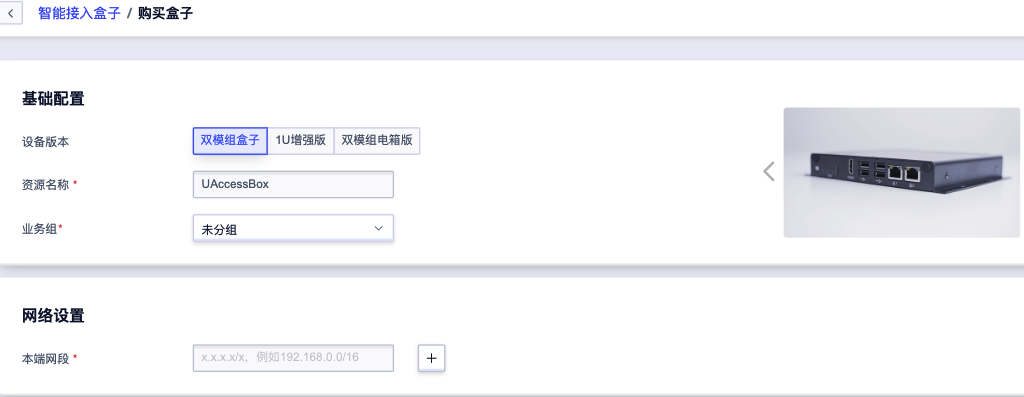 智能接入盒子 / 购买盒子
基础配置
设备版本 双模组盒子 1U增强版 双模组电箱版
资源名称 * UAccessBox
业务组* 未分组
网络设置
本端网段 * x.x.x.x/x，例如192.168.0.0/16 +